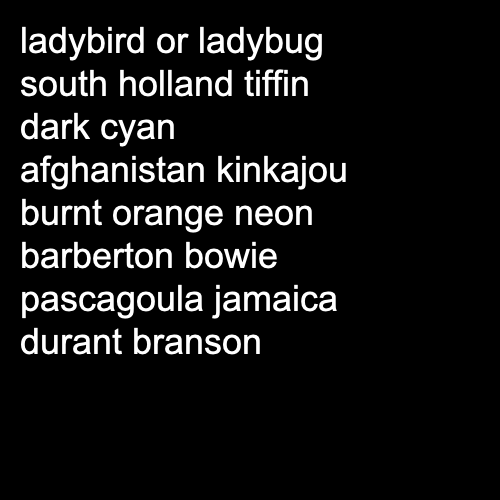 ladybird or ladybug
south holland tiffin
dark cyan
afghanistan kinkajou
burnt orange neon
barberton bowie
pascagoula jamaica
durant branson